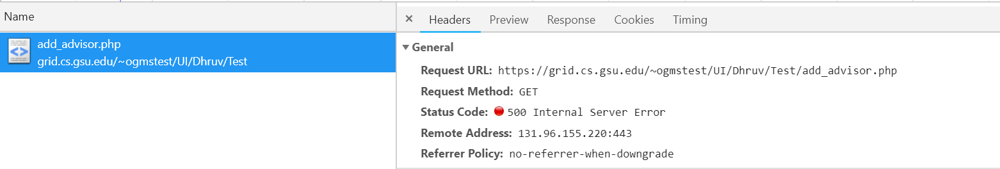 Name
add_advisor.php
grid.cs.gsu.edu/~ogmstest/UI/Dhruv/Test
× Headers Preview Response Cookies Timing
▼ General
Request URL: https://grid.cs.gsu.edu/~ogmstest/UI/Dhruv/Test/add_advisor.php
Request Method: GET
Status Code: 500 Internal Server Error
Remote Address: 131.96.155.220:443
Referrer Policy: no-referrer-when-downgrade